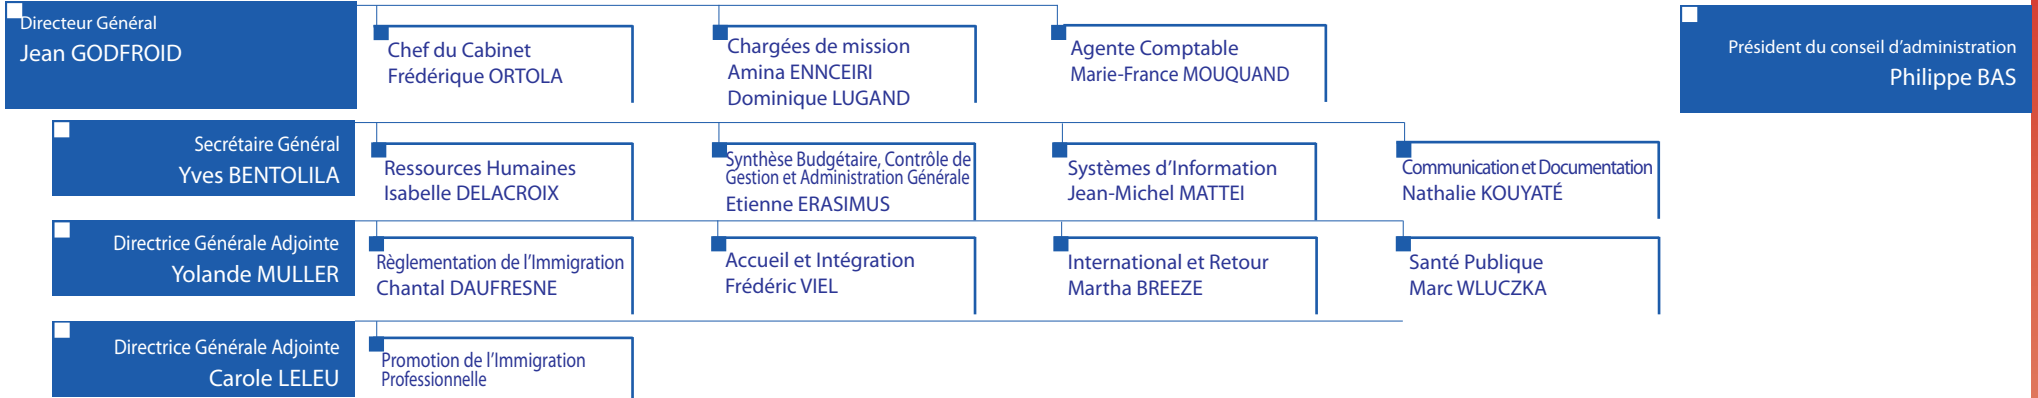 Directeur Général
Jean GODFROID
Chef du Cabinet
Frédérique ORTOLA
Chargées de mission
Amina ENNCEIRI
Dominique LUGAND
Agente Comptable
Marie-France MOUQUAND
Président du conseil d'administration
Philippe BAS
Secrétaire Général
Yves BENTOLILA
Ressources Humaines
Isabelle DELACROIX
Synthèse Budgétaire, Contrôle de
Gestion et Administration Générale
Etienne ERASIMUS
Systèmes d'Information
Jean-Michel MATTEI
Communication et Documentation
Nathalie KOUYATÉ
Directrice Générale Adjointe
Yolande MULLER
Règlementation de l'Immigration
Chantal DAUFRESNE
Accueil et Intégration
Frédéric VIEL
International et Retour
Martha BREEZE
Santé Publique
Marc WLUCZKA
Directrice Générale Adjointe
Carole LELEU
Promotion de l'Immigration
Professionnelle